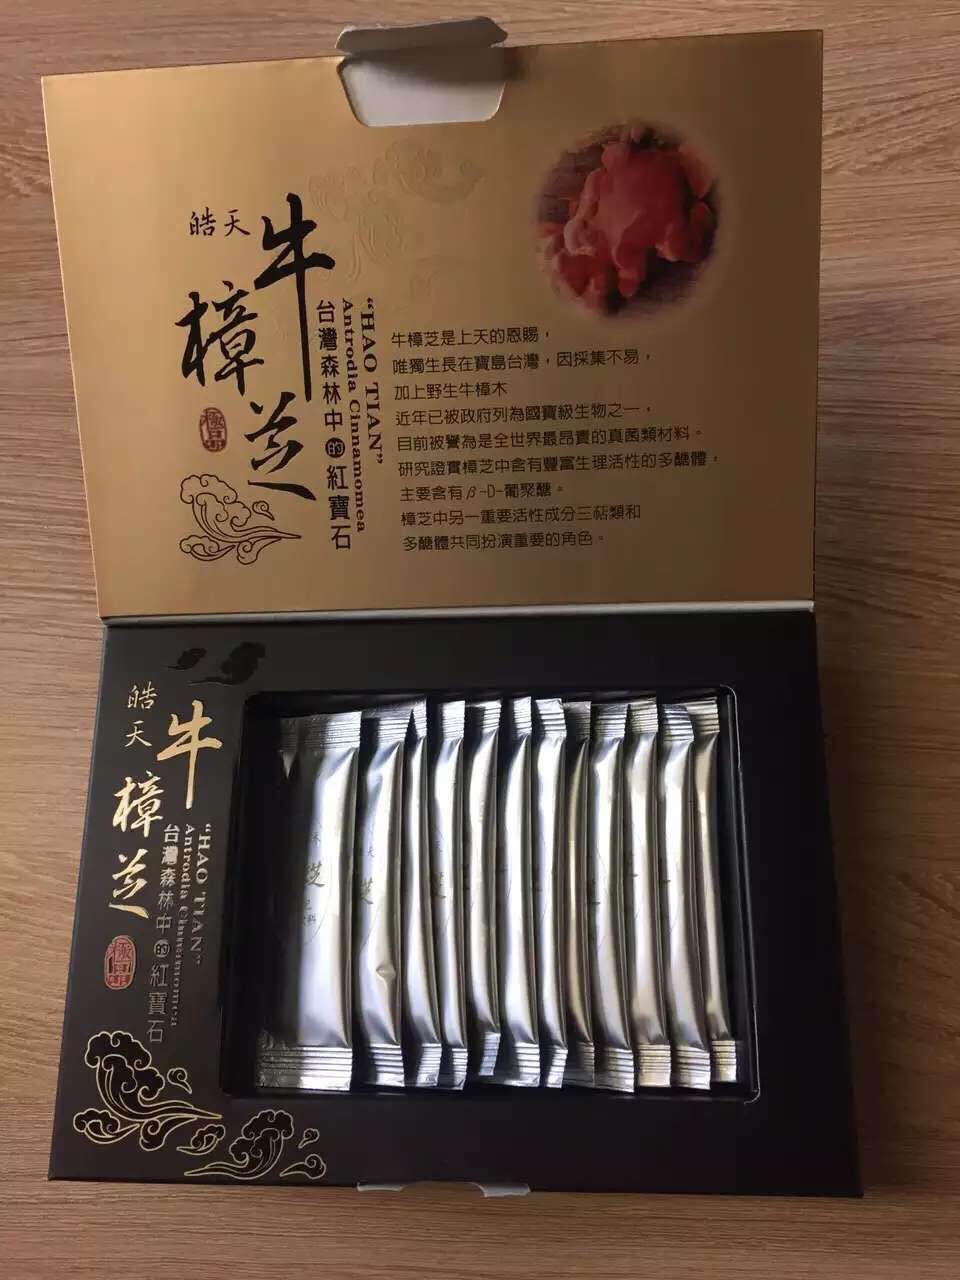 皓天
牛樟芝
極品
台灣森林中的紅寶石
"HAO TIAN"
Antrodia Cinnamomea
牛樟芝是上天的恩賜，
唯獨生長在寶島台灣，因採集不易，
加上野生牛樟木
近年已被政府列為國寶級生物之一，
目前被譽為是全世界最昂貴的真菌類材料。
研究證實樟芝中含有豐富生理活性的多醣體，
主要含有β-D-葡聚醣。
樟芝中另一重要活性成分三萜類和
多醣體共同扮演重要的角色。
皓天
牛樟芝
極品
台灣森林中的紅寶石
"HAO TIAN"
Antrodia Cinnamomea
芝
天
芝
芝